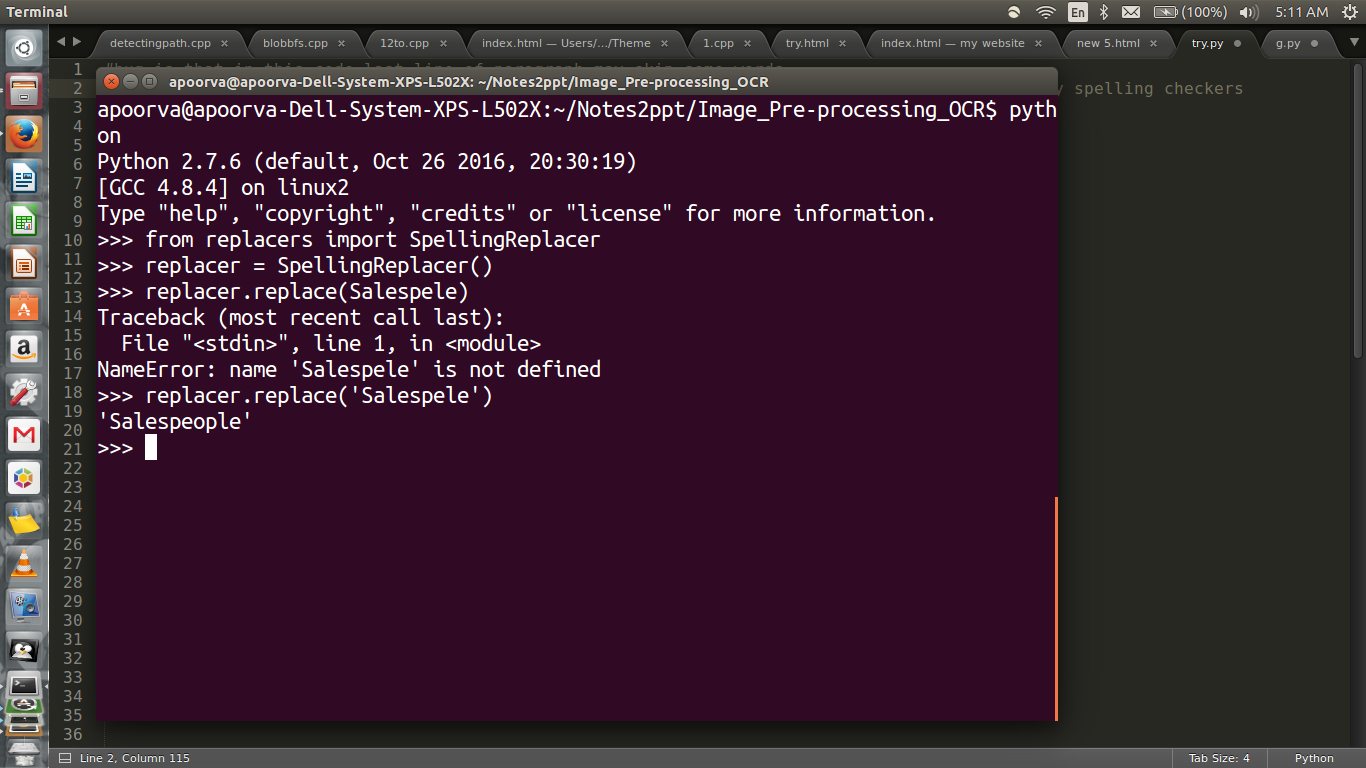 Terminal
En
(100%)
5:11 AM
detectingpath.cpp × blobbfs.cpp × 12to.cpp × index.html — Users/.../Theme × 1.cpp × try.html × index.html — my website × new 5.html × try.py g.py
apoorva@apoorva-Dell-System-XPS-L502X: ~/Notes2ppt/Image_Pre-processing_OCR
spelling checkers
apoorva@apoorva-Dell-System-XPS-L502X:~/Notes2ppt/Image_Pre-processing_OCR$ pyth
on
Python 2.7.6 (default, Oct 26 2016, 20:30:19)
[GCC 4.8.4] on linux2
Type "help", "copyright", "credits" or "license" for more information.
>>> from replacers import SpellingReplacer
>>> replacer = SpellingReplacer()
>>> replacer.replace(Salespele)
Traceback (most recent call last):
  File "<stdin>", line 1, in <module>
NameError: name 'Salespele' is not defined
>>> replacer.replace('Salespele')
'Salespeople'
>>>
1
2
3
4
5
6
7
8
9
10
11
12
13
14
15
16
17
18
19
20
21
22
23
24
25
26
27
28
29
30
31
32
33
34
35
36
Line 2, Column 115
Tab Size: 4
Python